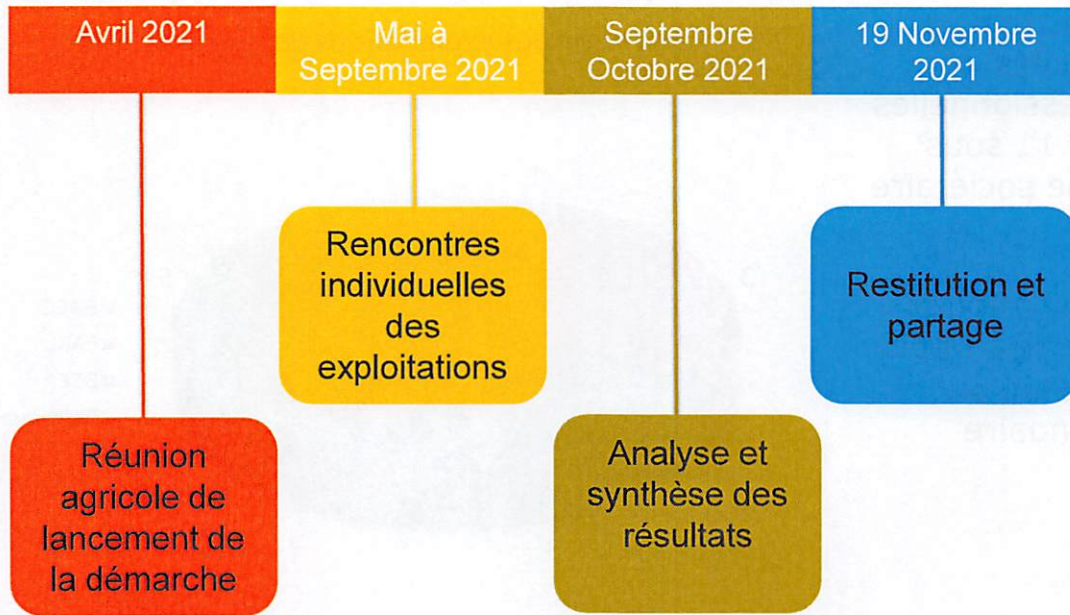 Avril 2021
Mai à
Septembre 2021
Septembre
Octobre 2021
19 Novembre
2021
Rencontres
individuelles
des
exploitations
Restitution et
partage
Réunion
agricole de
lancement de
la démarche
Analyse et
synthèse des
résultats